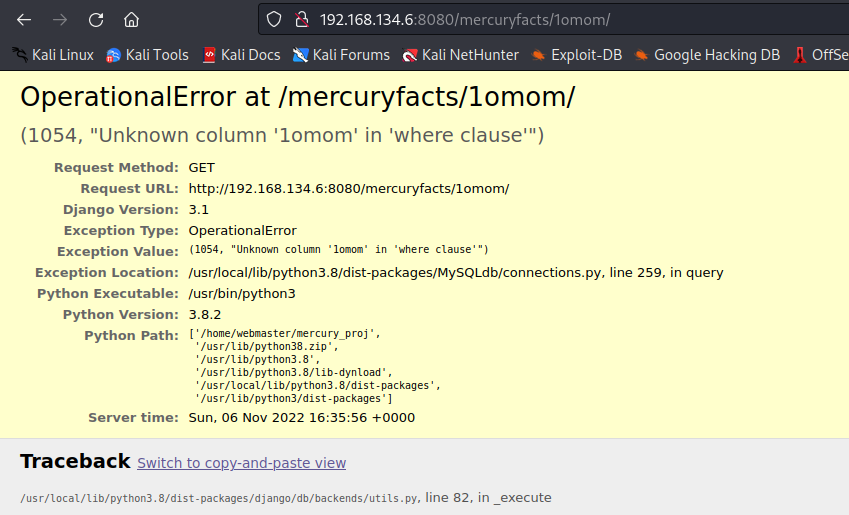 192.168.134.6:8080/mercuryfacts/1omom/
Kali Linux Kali Tools Kali Docs Kali Forums Kali NetHunter Exploit-DB Google Hacking DB OffSe
OperationalError at /mercuryfacts/1omom/
(1054, "Unknown column '1omom' in 'where clause'")
Request Method: GET
Request URL: http://192.168.134.6:8080/mercuryfacts/1omom/
Django Version: 3.1
Exception Type: OperationalError
Exception Value: (1054, "Unknown column '1omom' in 'where clause'")
Exception Location: /usr/local/lib/python3.8/dist-packages/MySQLdb/connections.py, line 259, in query
Python Executable: /usr/bin/python3
Python Version: 3.8.2
Python Path: ['/home/webmaster/mercury_proj',
'/usr/lib/python38.zip',
'/usr/lib/python3.8',
'/usr/lib/python3.8/lib-dynload',
'/usr/local/lib/python3.8/dist-packages',
'/usr/lib/python3/dist-packages']
Server time: Sun, 06 Nov 2022 16:35:56 +0000
Traceback Switch to copy-and-paste view
/usr/local/lib/python3.8/dist-packages/django/db/backends/utils.py, line 82, in _execute